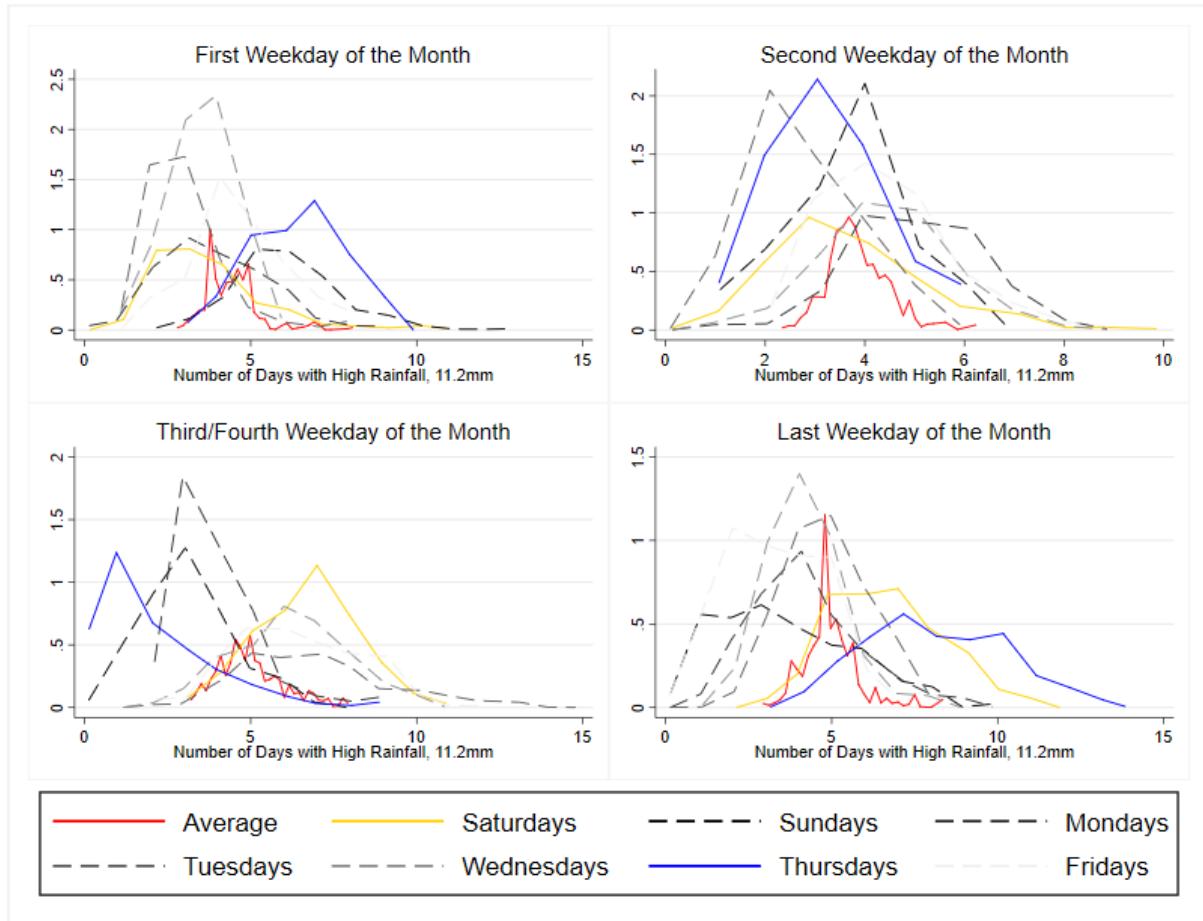 First Weekday of the Month
2.5
2
1.5
1
.5
0
0 5 10 15
Number of Days with High Rainfall, 11.2mm
Second Weekday of the Month
2
1.5
1
.5
0
0 2 4 6 8 10
Number of Days with High Rainfall, 11.2mm
Third/Fourth Weekday of the Month
2
1.5
1
.5
0
0 5 10 15
Number of Days with High Rainfall, 11.2mm
Last Weekday of the Month
1.5
1
.5
0
0 5 10 15
Number of Days with High Rainfall, 11.2mm
Average Saturdays Sundays Mondays
Tuesdays Wednesdays Thursdays Fridays